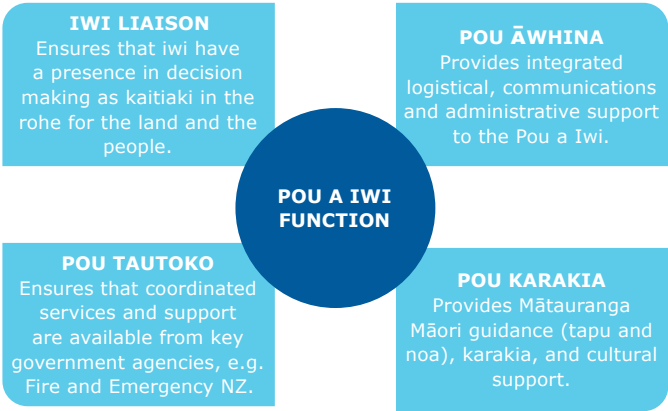 IWI LIAISON
Ensures that iwi have
a presence in decision
making as kaitiaki in the
rohe for the land and the
people.
POU ĀWHINA
Provides integrated
logistical, communications
and administrative support
to the Pou a Iwi.
POU A IWI
FUNCTION
POU TAUTOKO
Ensures that coordinated
services and support
are available from key
government agencies, e.g.
Fire and Emergency NZ.
POU KARAKIA
Provides Mātauranga
Māori guidance (tapu and
noa), karakia, and cultural
support.